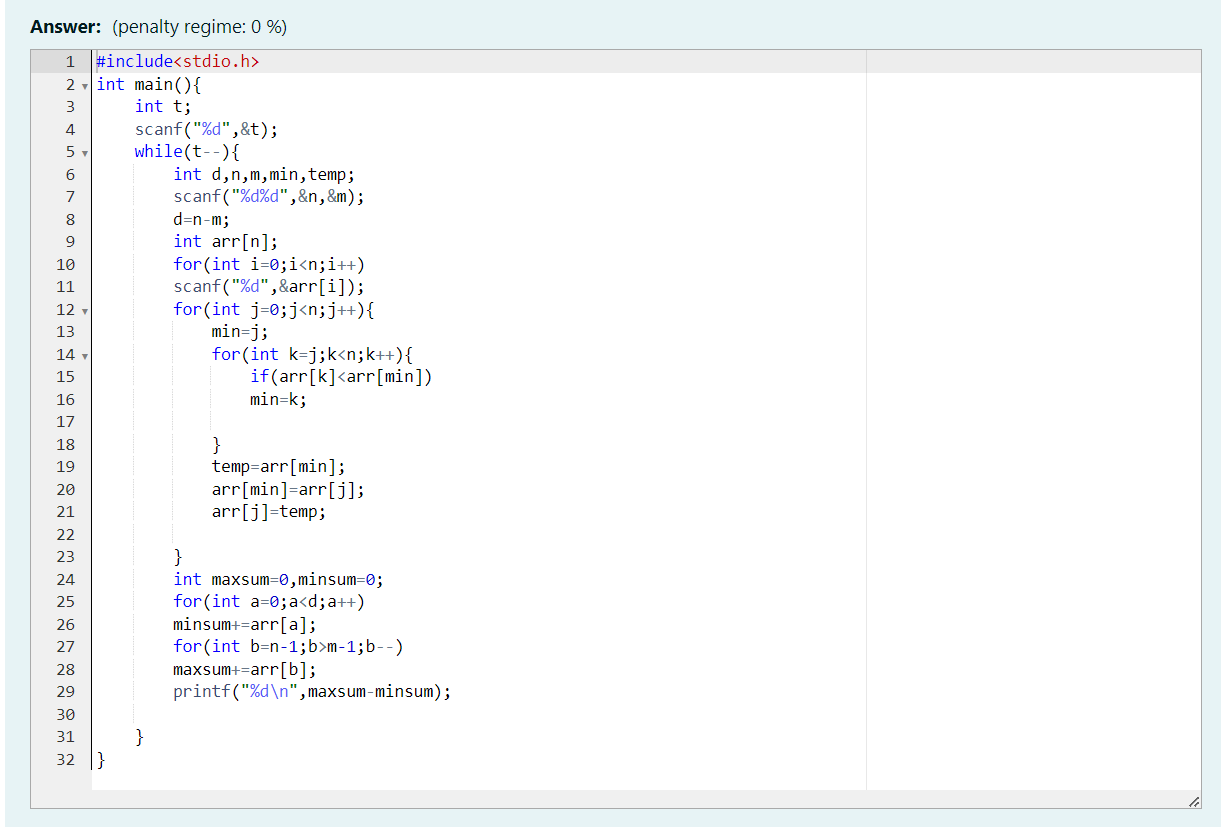 Answer: (penalty regime: 0 %)
1 #include<stdio.h>
2 int main(){
3     int t;
4     scanf("%d",&t);
5     while(t--){
6         int d,n,m,min,temp;
7         scanf("%d%d",&n,&m);
8         d=n-m;
9         int arr[n];
10         for(int i=0;i<n;i++)
11         scanf("%d",&arr[i]);
12         for(int j=0;j<n;j++){
13             min=j;
14             for(int k=j;k<n;k++){
15                 if(arr[k]<arr[min])
16                 min=k;
17
18             }
19             temp=arr[min];
20             arr[min]=arr[j];
21             arr[j]=temp;
22
23         }
24         int maxsum=0,minsum=0;
25         for(int a=0;a<d;a++)
26         minsum+=arr[a];
27         for(int b=n-1;b>m-1;b--)
28         maxsum+=arr[b];
29         printf("%d\n",maxsum-minsum);
30
31     }
32 }